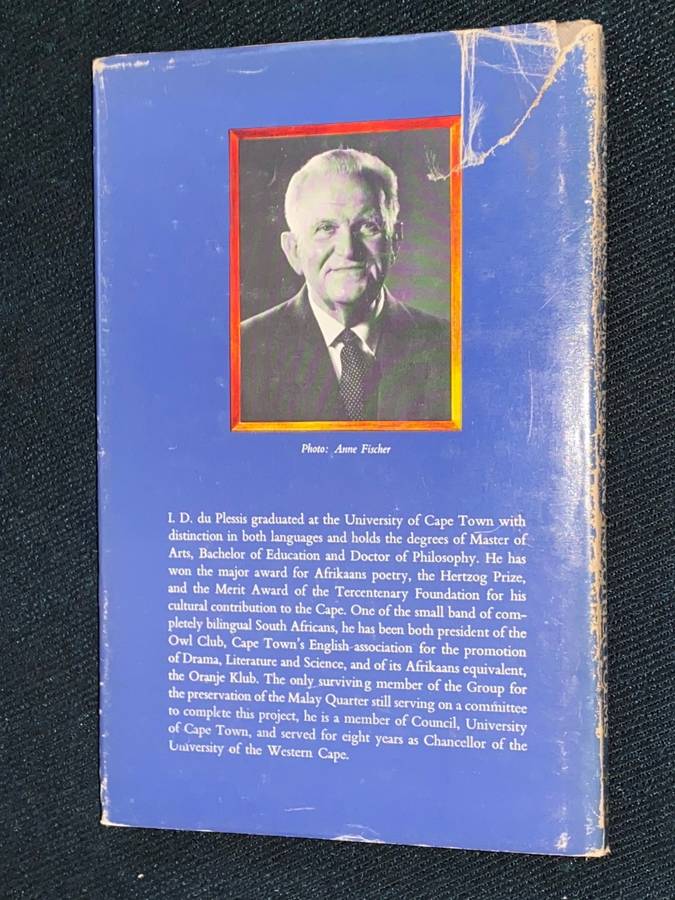 Photo: Anne Fischer
I. D. du Plessis graduated at the University of Cape Town with
distinction in both languages and holds the degrees of Master of
Arts, Bachelor of Education and Doctor of Philosophy. He has
won the major award for Afrikaans poetry, the Hertzog Prize,
and the Merit Award of the Tercentenary Foundation for his
cultural contribution to the Cape. One of the small band of com-
pletely bilingual South Africans, he has been both president of the
Owl Club, Cape Town's English association for the promotion
of Drama, Literature and Science, and of its Afrikaans equivalent,
the Oranje Klub. The only surviving member of the Group for
the preservation of the Malay Quarter still serving on a committee
to complete this project, he is a member of Council, University
of Cape Town, and served for eight years as Chancellor of the
University of the Western Cape.